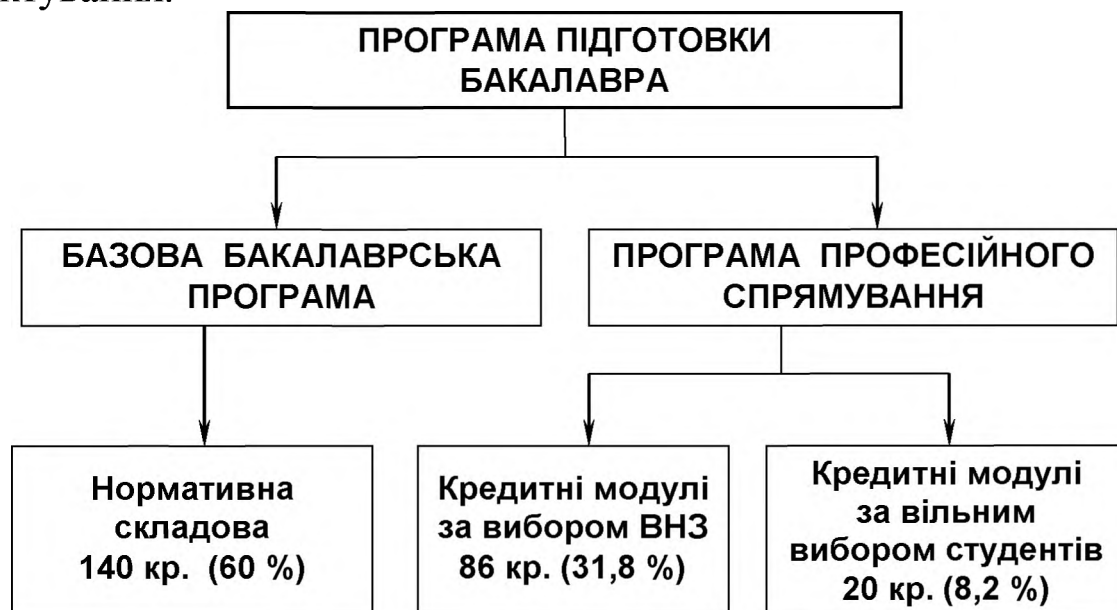 ПРОГРАМА ПІДГОТОВКИ
БАКАЛАВРА
БАЗОВА БАКАЛАВРСЬКА
ПРОГРАМА
ПРОГРАМА ПРОФЕСІЙНОГО
СПРЯМУВАННЯ
Нормативна
складова
140 кр. (60 %)
Кредитні модулі
за вибором ВНЗ
86 кр. (31,8 %)
Кредитні модулі
за вільним
вибором студентів
20 кр. (8,2 %)